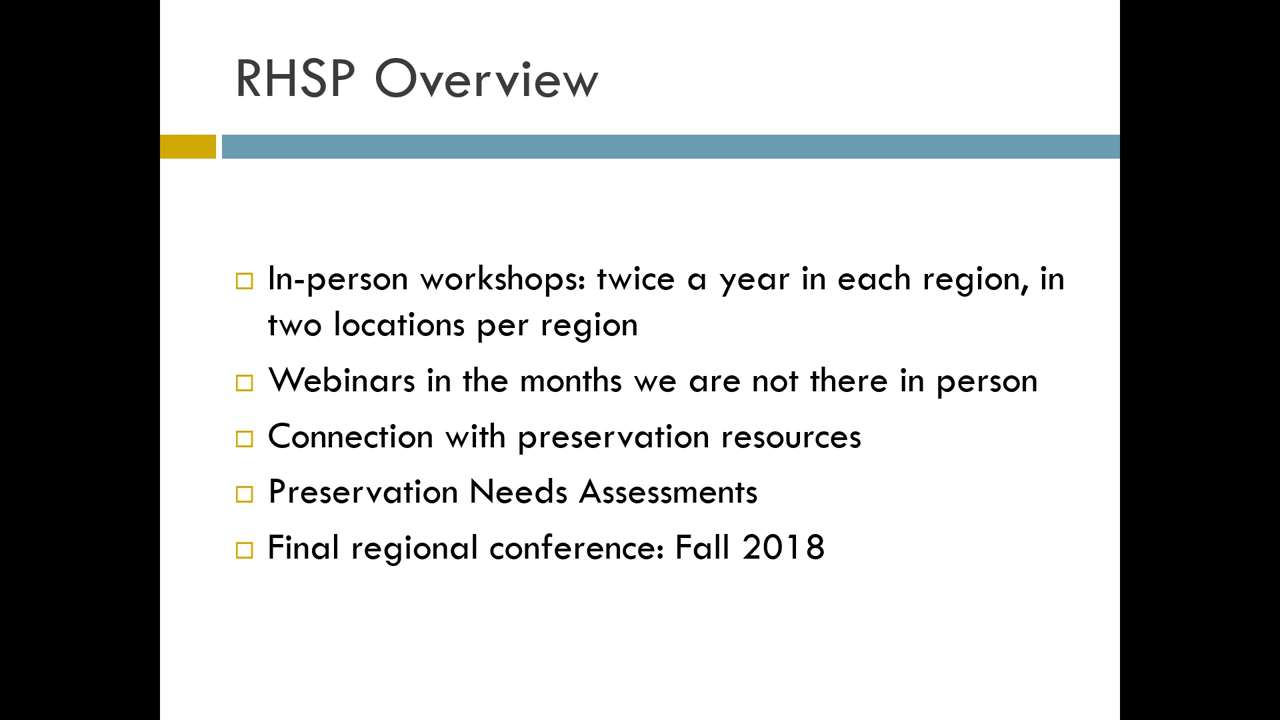 RHSP Overview
In-person workshops: twice a year in each region, in
two locations per region
Webinars in the months we are not there in person
Connection with preservation resources
Preservation Needs Assessments
Final regional conference: Fall 2018